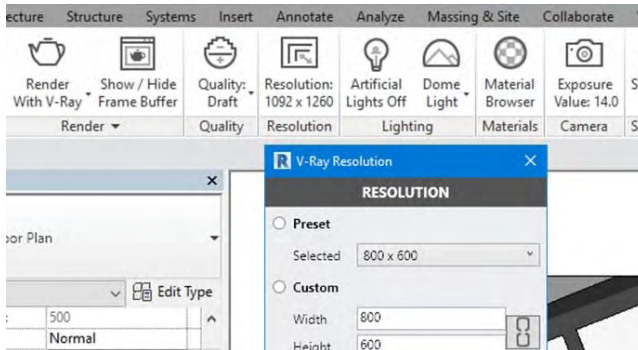 ecture Structure Systems Insert Annotate Analyze Massing & Site Collaborate
Render With V-Ray
Show / Hide Frame Buffer
Quality: Draft
Resolution: 1092 x 1260
Artificial Lights Off
Dome Light
Material Browser
Exposure Value: 14.0
Render Quality Resolution Lighting Materials Camera
V-Ray Resolution
RESOLUTION
Preset
Selected 800 x 600
Custom
Width 800
Height 600
oor Plan
Edit Type
500
Normal